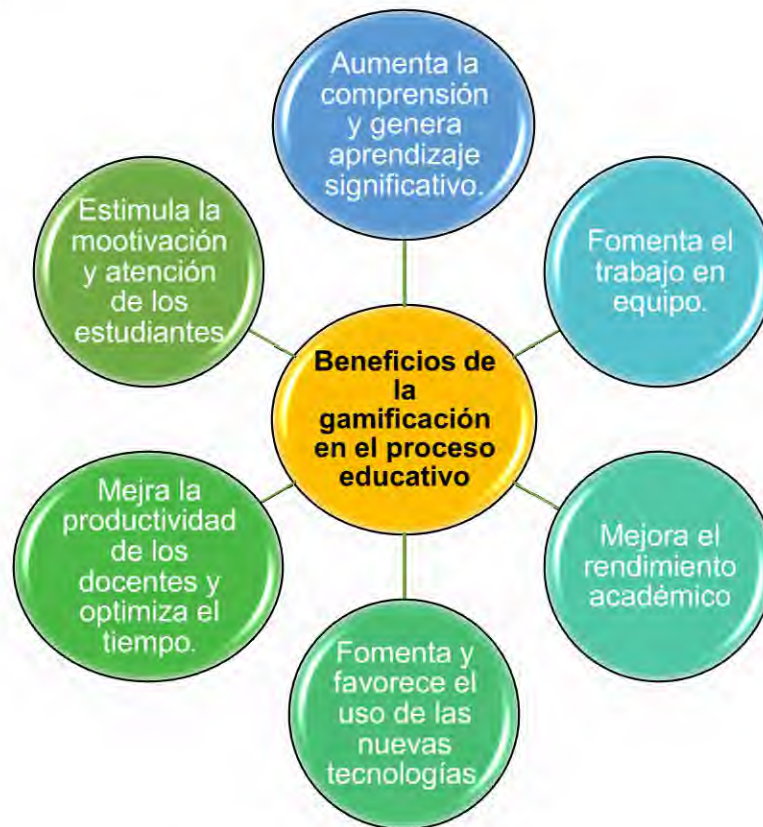 Aumenta la
comprensión
y genera
aprendizaje
significativo.
Fomenta el
trabajo en
equipo.
Mejora el
rendimiento
académico
Fomenta y
favorece el
uso de las
nuevas
tecnologías
Mejra la
productividad
de los
docentes y
optimiza el
tiempo.
Estimula la
mootivación
y atención
de los
estudiantes
Beneficios de
la
gamificación
en el proceso
educativo